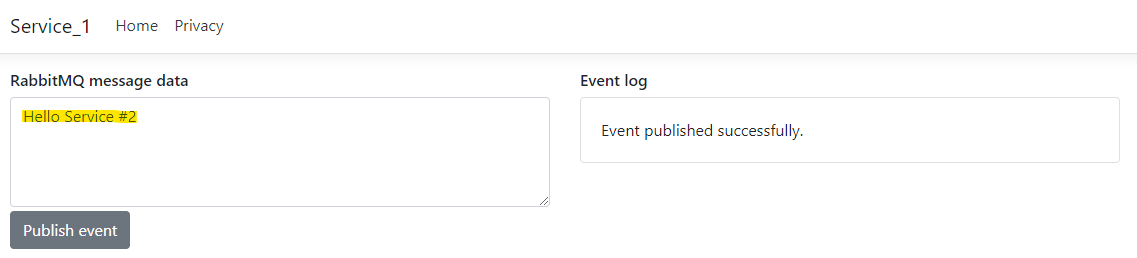 Service_1 Home Privacy
RabbitMQ message data
Hello Service #2
Publish event
Event log
Event published successfully.